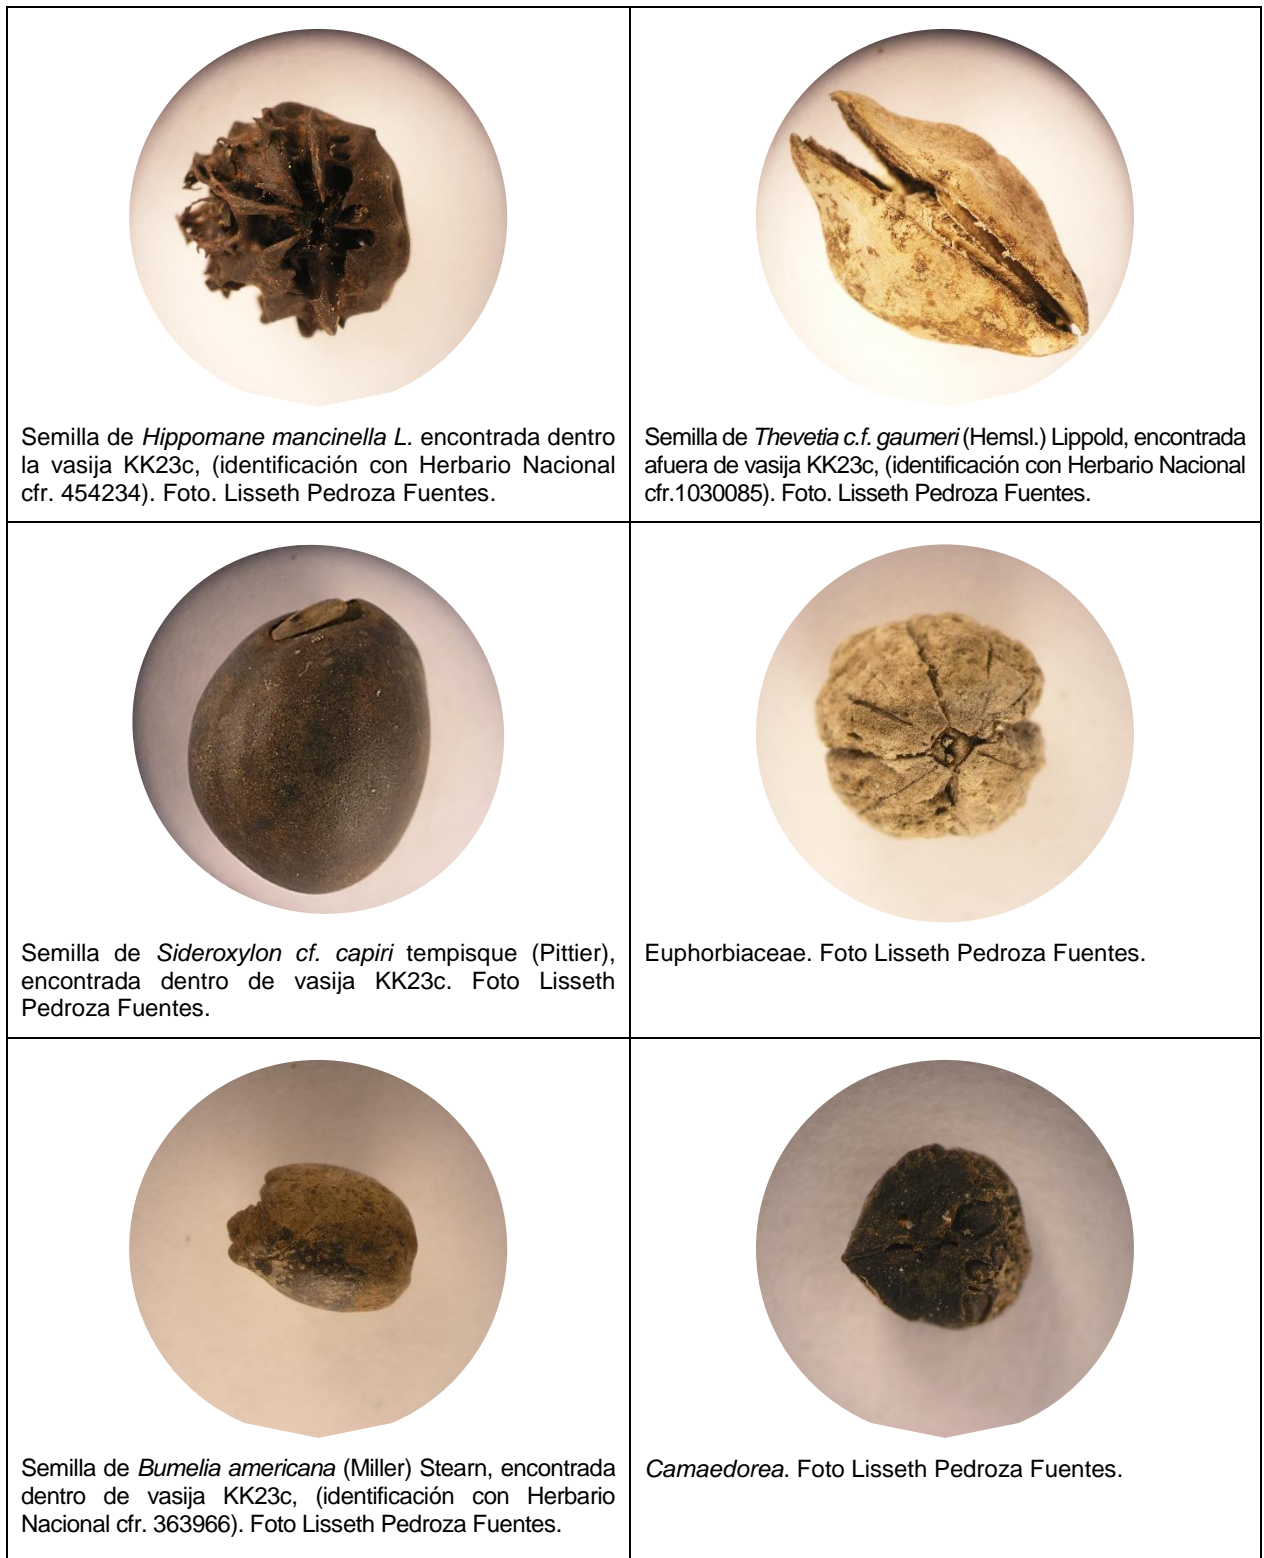 Semilla de Hippomane mancinella L. encontrada dentro
la vasija KK23c, (identificación con Herbario Nacional
cfr. 454234). Foto. Lisseth Pedroza Fuentes.
Semilla de Thevetia c.f. gaumeri (Hemsl.) Lippold, encontrada
afuera de vasija KK23c, (identificación con Herbario Nacional
cfr.1030085). Foto. Lisseth Pedroza Fuentes.
Semilla de Sideroxylon cf. capiri tempisque (Pittier),
encontrada dentro de vasija KK23c. Foto Lisseth
Pedroza Fuentes.
Euphorbiaceae. Foto Lisseth Pedroza Fuentes.
Semilla de Bumelia americana (Miller) Stearn, encontrada
dentro de vasija KK23c, (identificación con Herbario
Nacional cfr. 363966). Foto Lisseth Pedroza Fuentes.
Camaedorea. Foto Lisseth Pedroza Fuentes.